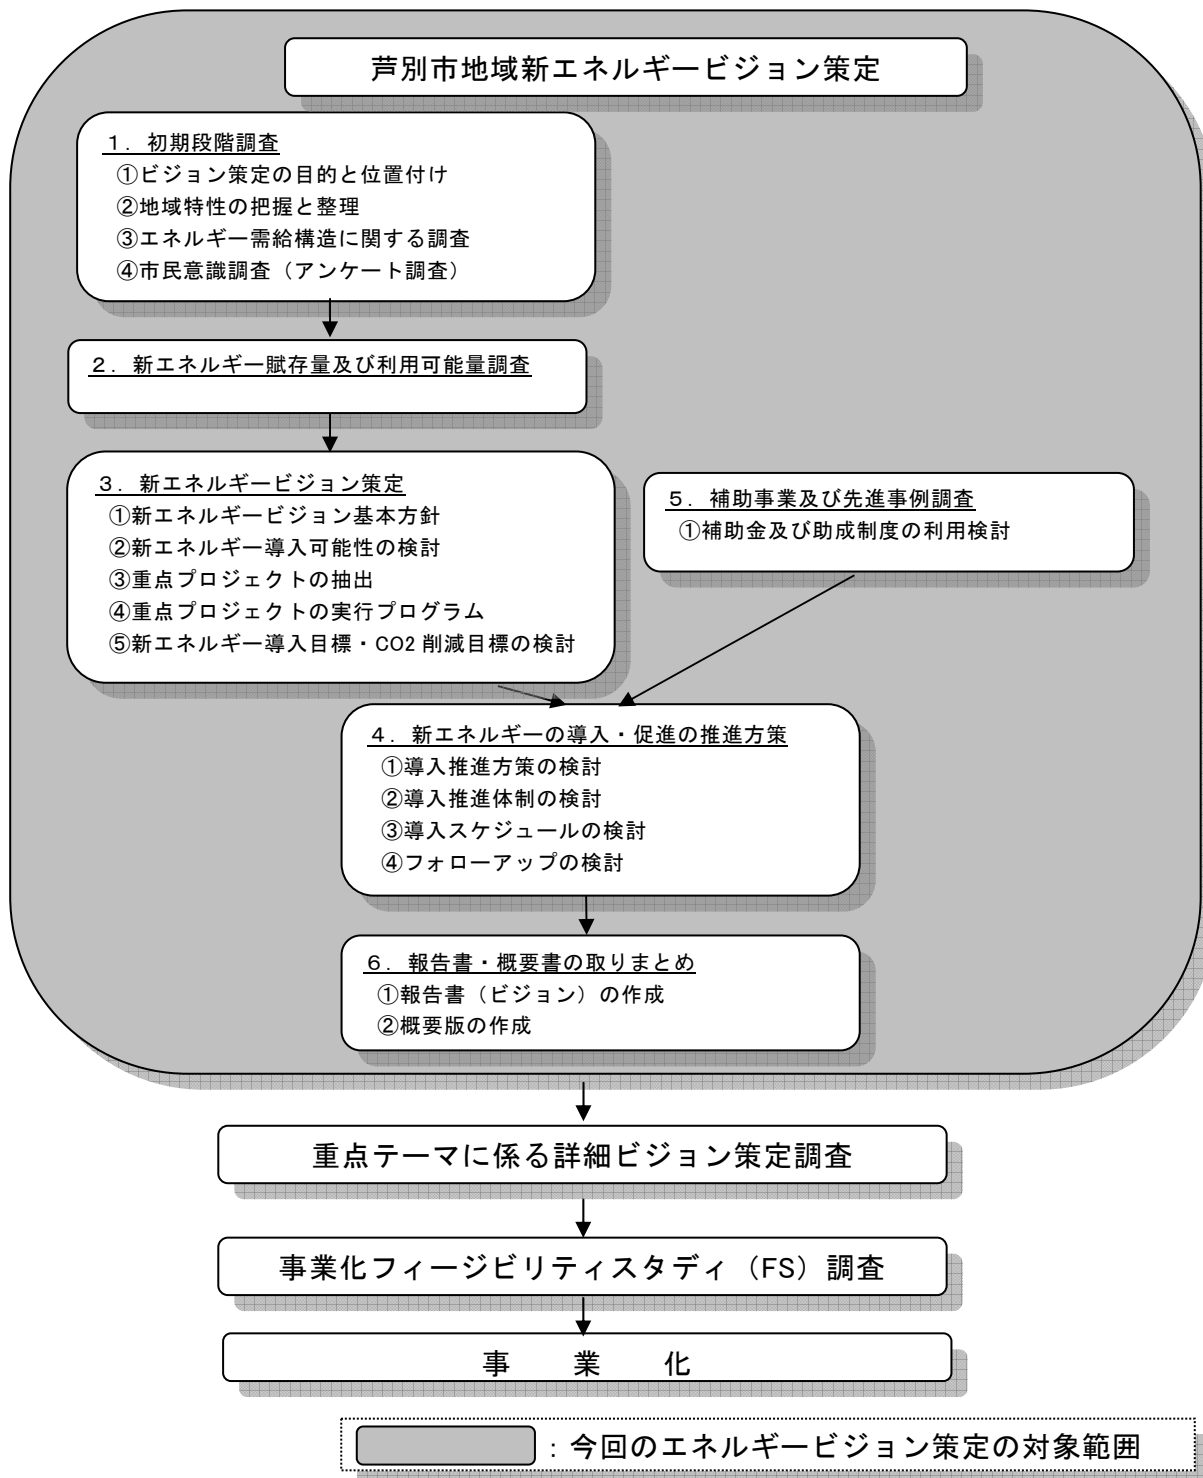 芦別市地域新エネルギービジョン策定
１．初期段階調査
①ビジョン策定の目的と位置付け
②地域特性の把握と整理
③エネルギー需給構造に関する調査
④市民意識調査（アンケート調査）
２．新エネルギー賦存量及び利用可能量調査
３．新エネルギービジョン策定
①新エネルギービジョン基本方針
②新エネルギー導入可能性の検討
③重点プロジェクトの抽出
④重点プロジェクトの実行プログラム
⑤新エネルギー導入目標・CO2 削減目標の検討
５．補助事業及び先進事例調査
①補助金及び助成制度の利用検討
４．新エネルギーの導入・促進の推進方策
①導入推進方策の検討
②導入推進体制の検討
③導入スケジュールの検討
④フォローアップの検討
６．報告書・概要書の取りまとめ
①報告書（ビジョン）の作成
②概要版の作成
重点テーマに係る詳細ビジョン策定調査
事業化フィージビリティスタディ（FS）調査
事　業　化
：今回のエネルギービジョン策定の対象範囲